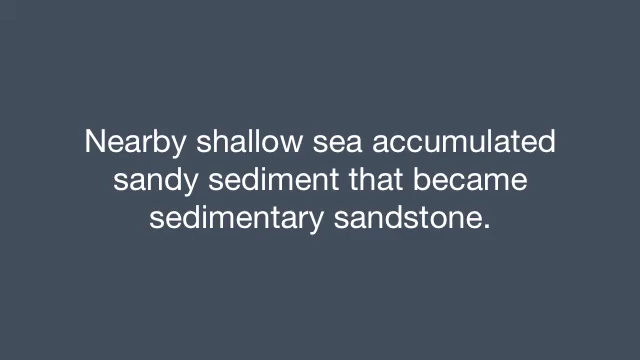 Nearby shallow sea accumulated
sandy sediment that became
sedimentary sandstone.